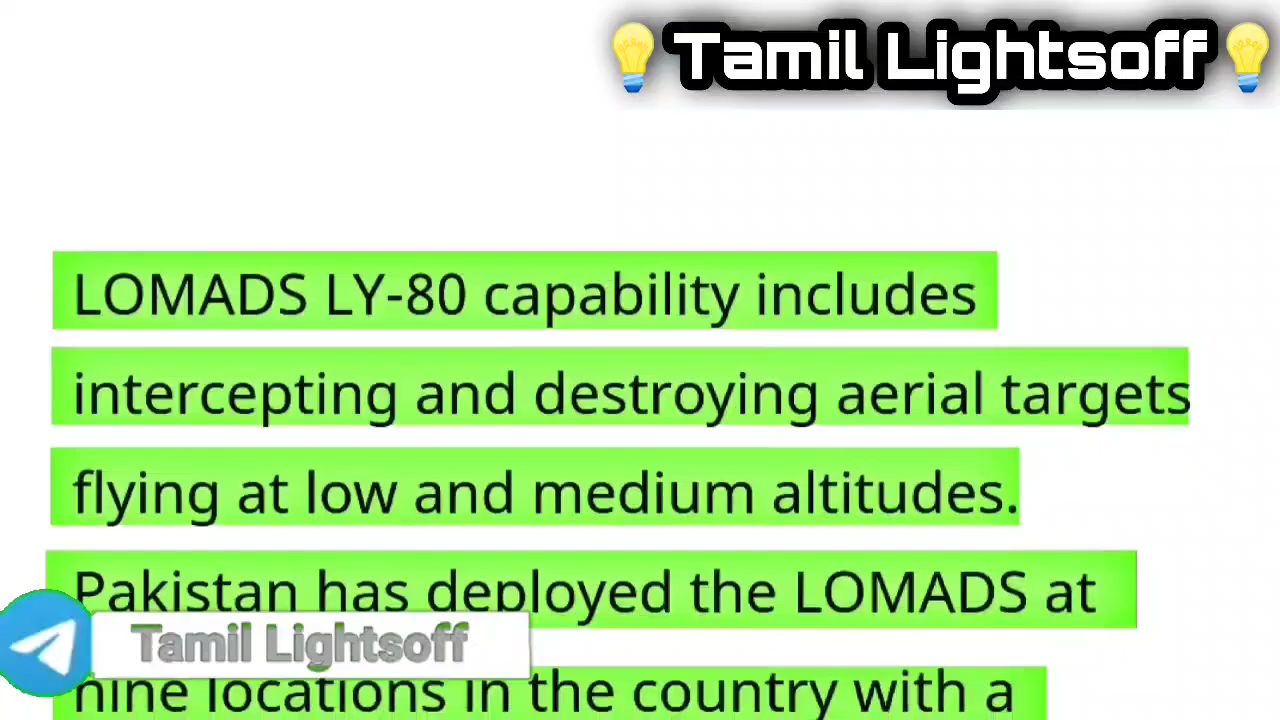 Tamil Lightsoff
LOMADS LY-80 capability includes
intercepting and destroying aerial targets
flying at low and medium altitudes.
Pakistan has deployed the LOMADS at
Tamil Lightsoff
nine locations in the country with a